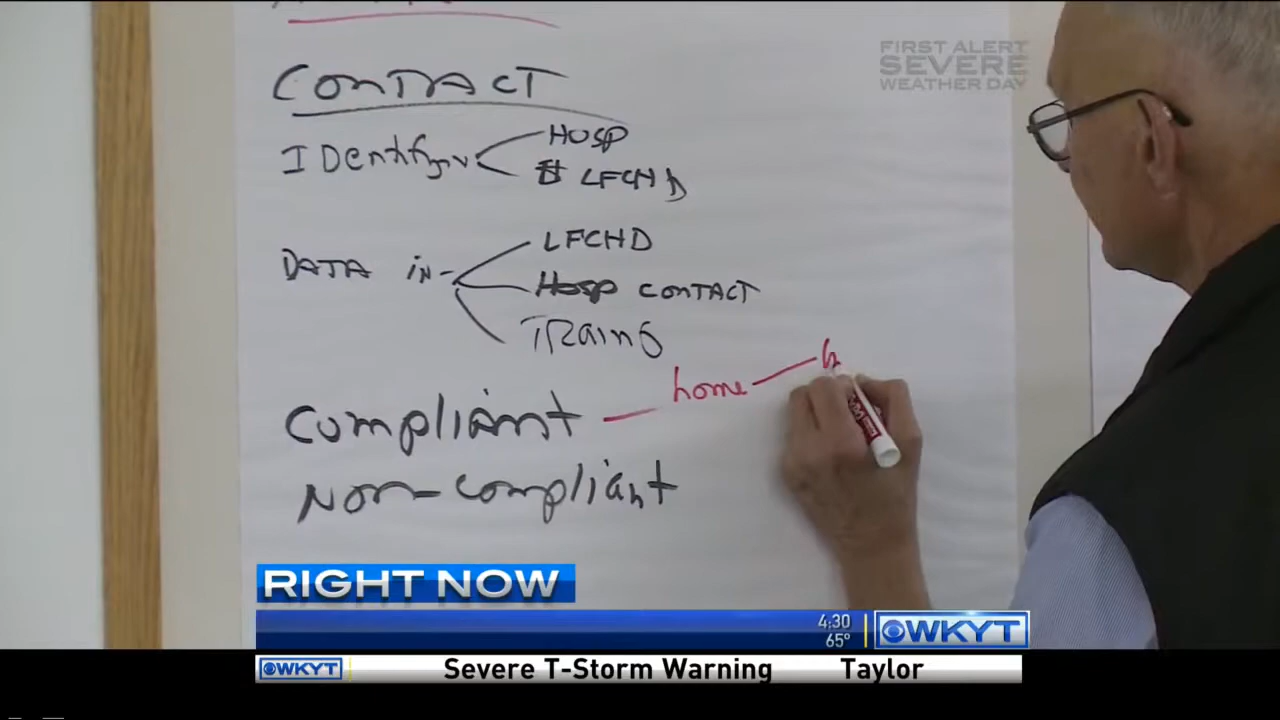 FIRST ALERT
SEVERE
WEATHER DAY
CONTACT
IDentifyin
HOSP
LFCHD
DATA in-
LFCHD
Hosp CONTACT
TRaing
compliant — home —
Non-compliant
RIGHT NOW
4:30
65°
WKYT
WKYT Severe T-Storm Warning Taylor